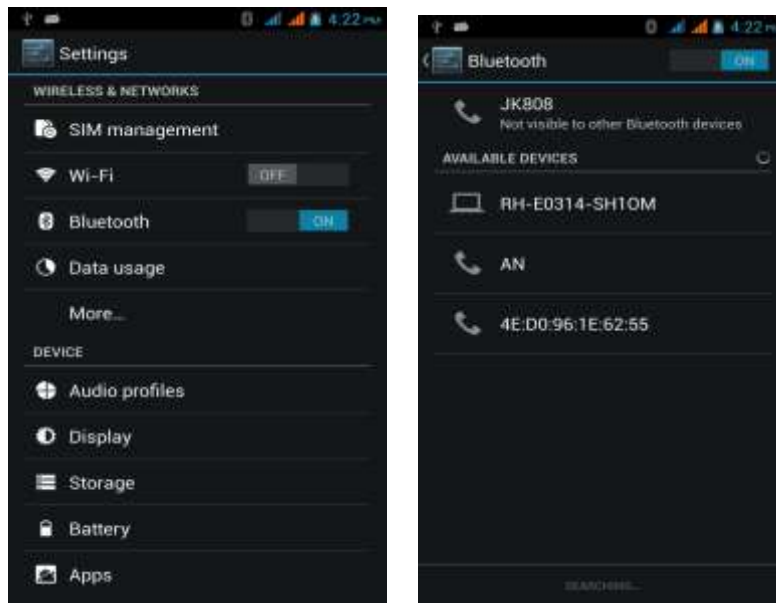 4:22
Settings
WIRELESS & NETWORKS
SIM management
Wi-Fi OFF
Bluetooth ON
Data usage
More...
DEVICE
Audio profiles
Display
Storage
Battery
Apps
4:22
Bluetooth ON
JK808
Not visible to other Bluetooth devices
AVAILABLE DEVICES
RH-E0314-SH1OM
AN
4E:D0:96:1E:62:55
SEARCHING...